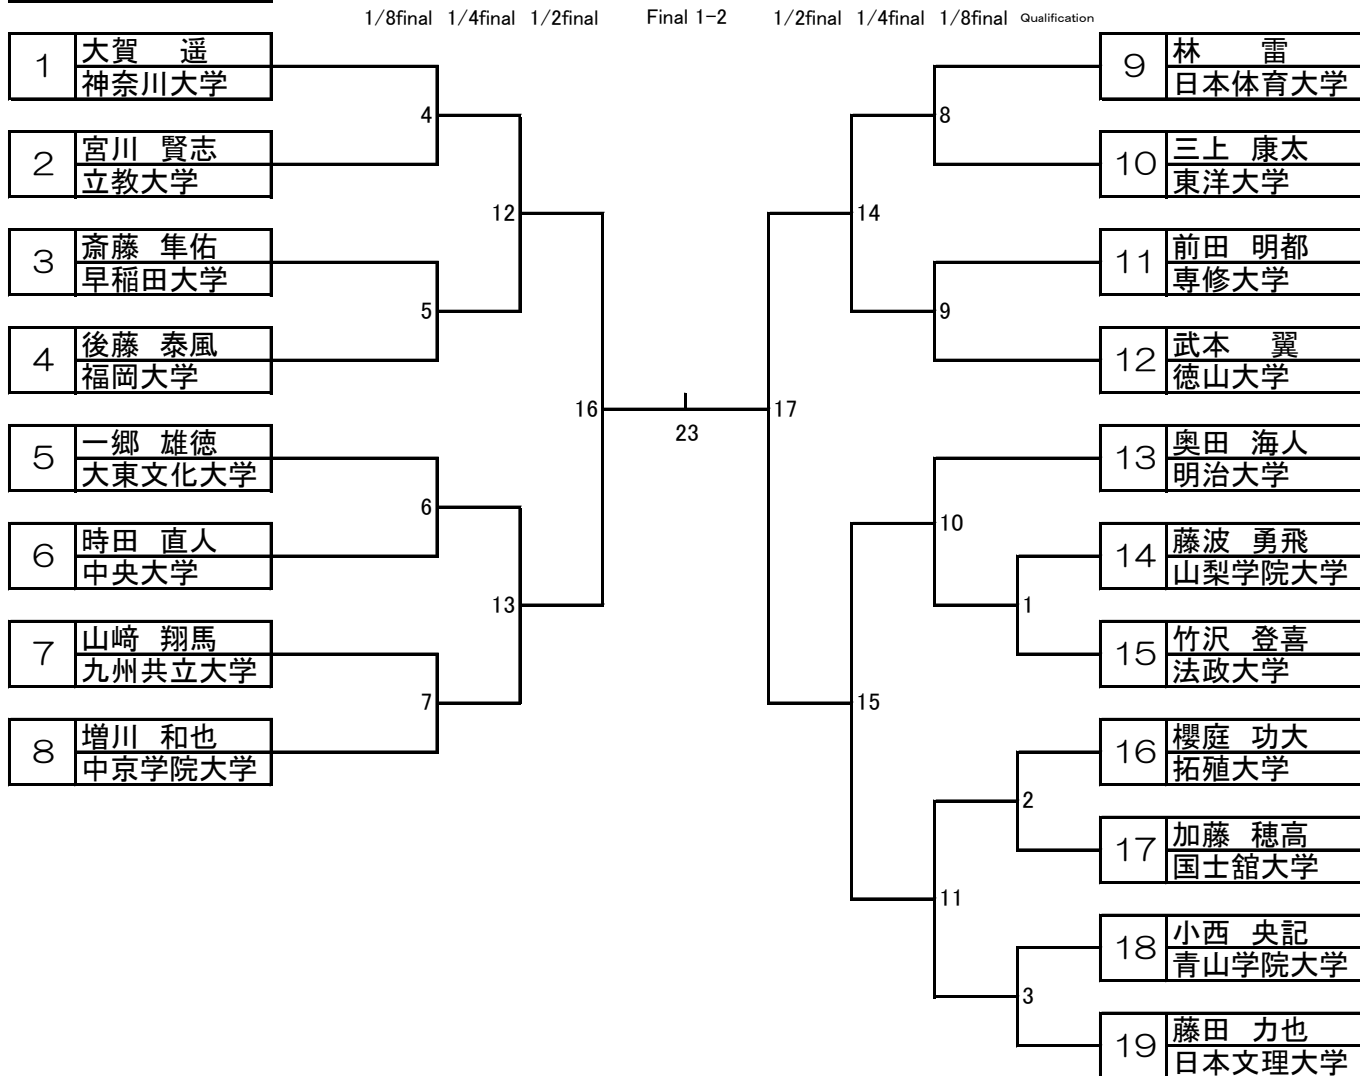 1/8final 1/4final 1/2final Final 1-2 1/2final 1/4final 1/8final Qualification
1
大賀 遥
神奈川大学
2
宮川 賢志
立教大学
3
斎藤 隼佑
早稲田大学
4
後藤 泰風
福岡大学
5
一郷 雄徳
大東文化大学
6
時田 直人
中央大学
7
山﨑 翔馬
九州共立大学
8
増川 和也
中京学院大学
4
5
6
7
12
13
16
23
17
14
15
8
9
10
11
1
2
3
9
林 雷
日本体育大学
10
三上 康太
東洋大学
11
前田 明都
専修大学
12
武本 翼
徳山大学
13
奥田 海人
明治大学
14
藤波 勇飛
山梨学院大学
15
竹沢 登喜
法政大学
16
櫻庭 功大
拓殖大学
17
加藤 穂高
国士舘大学
18
小西 央記
青山学院大学
19
藤田 力也
日本文理大学